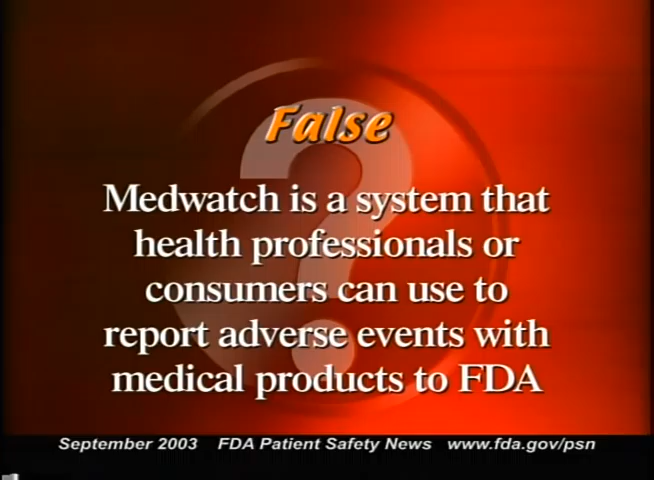 False
Medwatch is a system that
health professionals or
consumers can use to
report adverse events with
medical products to FDA
September 2003 FDA Patient Safety News www.fda.gov/psn